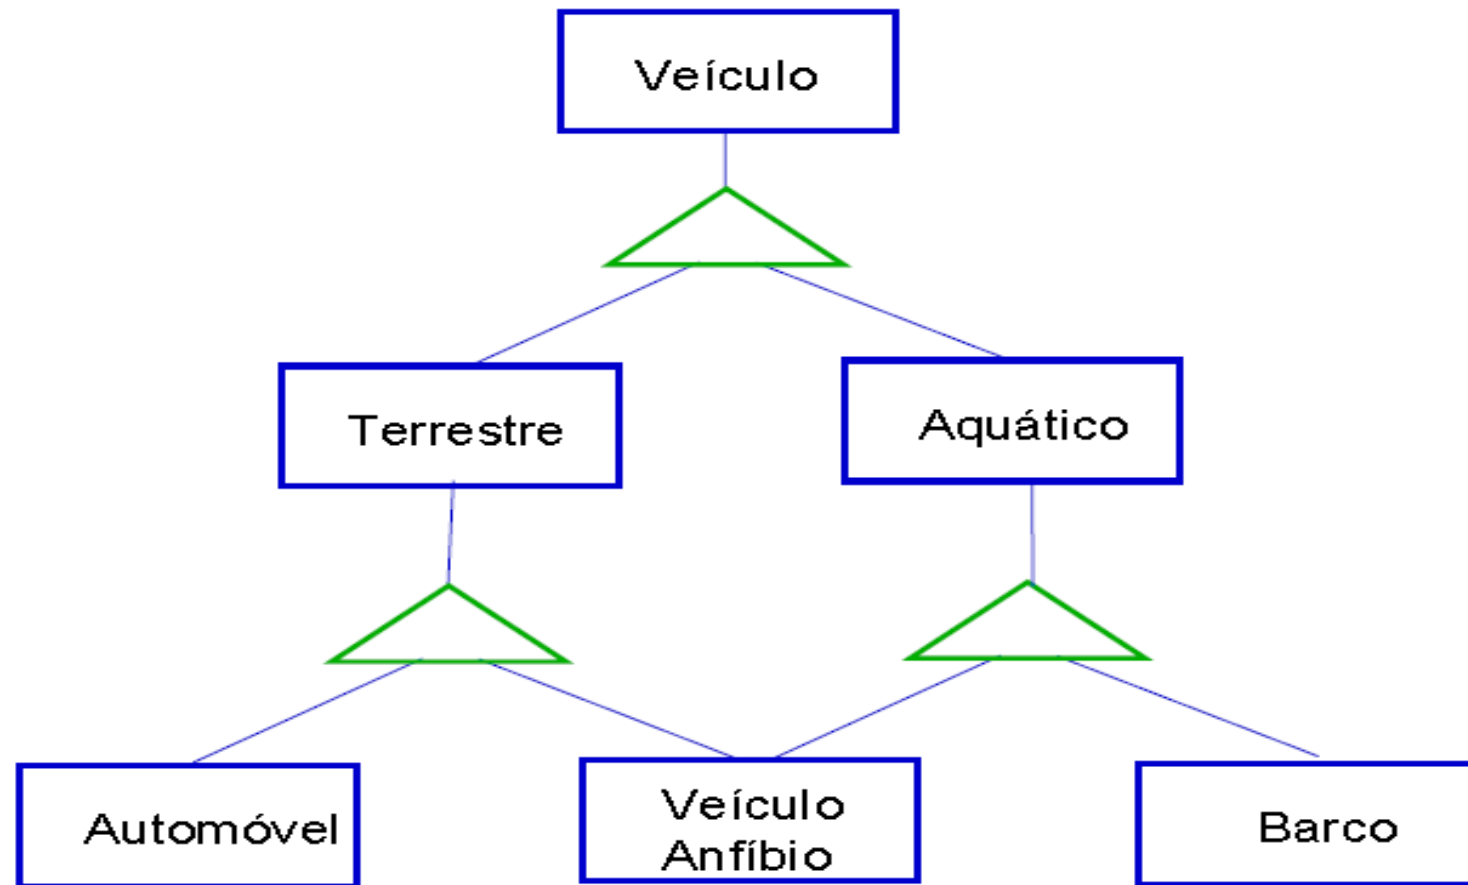 Veículo
Terrestre
Aquático
Automóvel
Veículo
Anfíbio
Barco